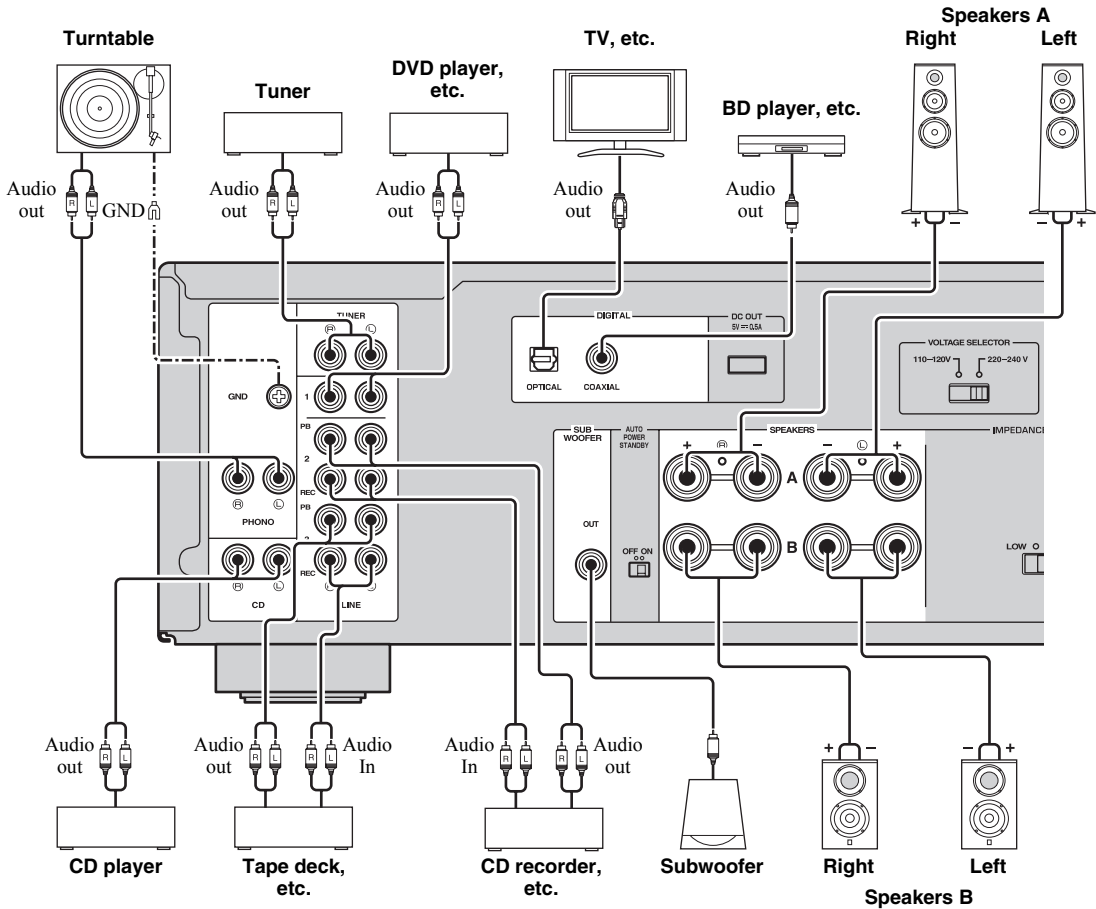 Speakers A
Turntable
TV, etc.
Right
Left
DVD player,
etc.
Tuner
BD player, etc.
Audio
out
R
L
GND
Audio
out
R
L
Audio
out
R
L
Audio
out
Audio
out
+
−
−
+
TUNER
Ⓡ
Ⓛ
DIGITAL
DC OUT
5V 0.5A
VOLTAGE SELECTOR
110–120V
220–240 V
OPTICAL
COAXIAL
GND
1
PB
2
REC
PB
REC
LINE
Ⓡ
Ⓛ
PHONO
Ⓡ
Ⓛ
CD
SUB
WOOFER
OUT
AUTO
POWER
STANDBY
OFF ON
SPEAKERS
+
Ⓡ
−
−
Ⓛ
+
A
B
IMPEDANCE
LOW
Audio
out
R
L
Audio
out
R
L
R
L
Audio
In
Audio
In
R
L
R
L
Audio
out
+
−
−
+
CD player
Tape deck,
etc.
CD recorder,
etc.
Subwoofer
Right
Left
Speakers B